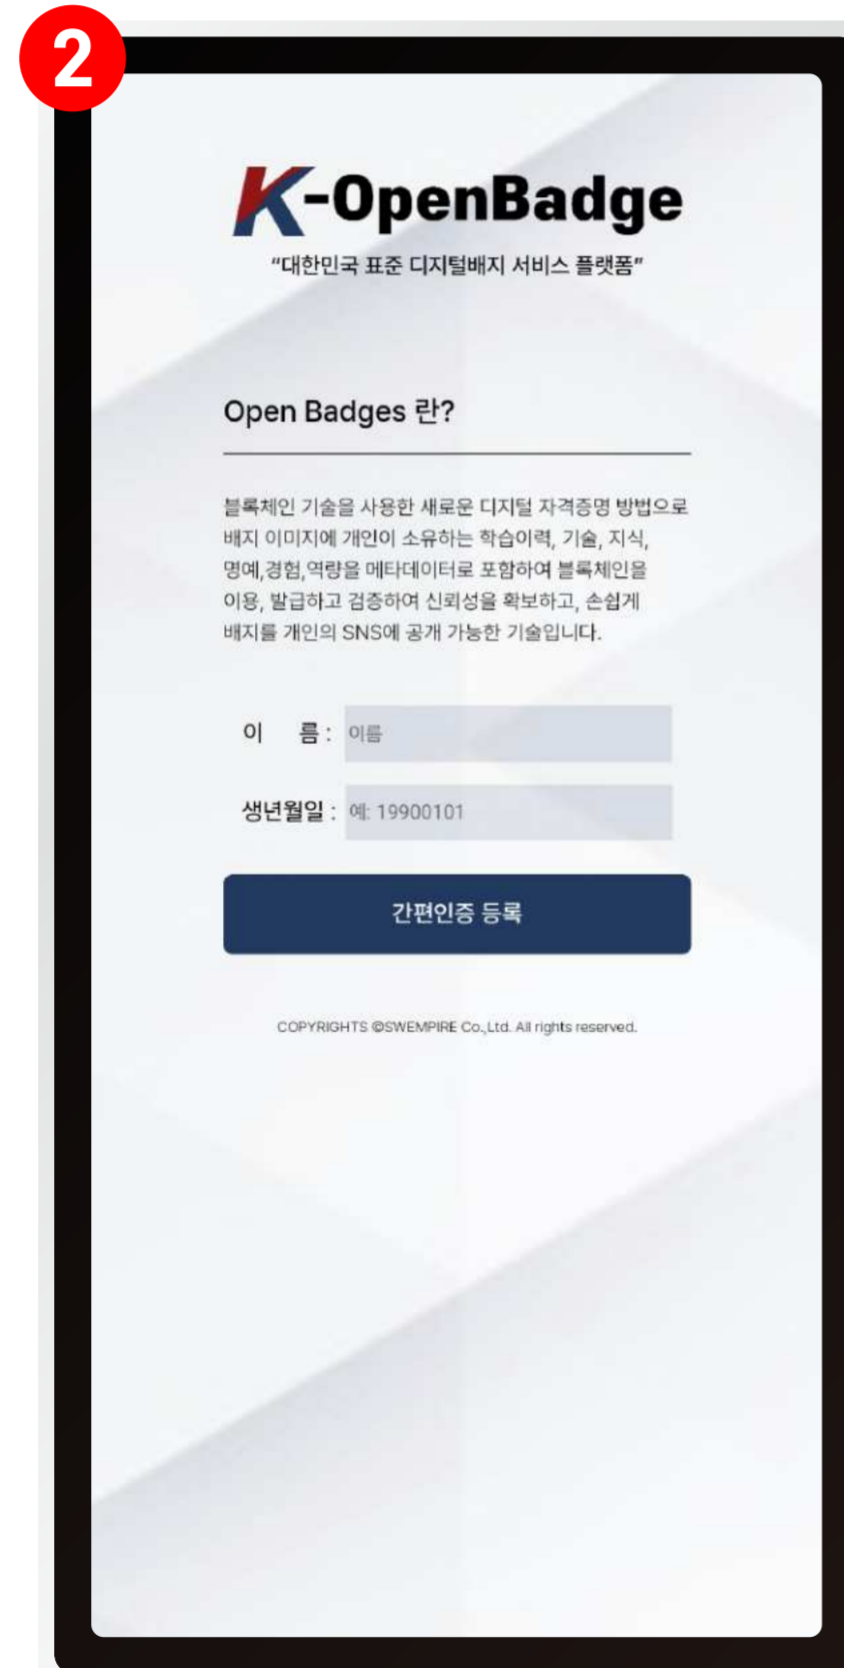 2
K-OpenBadge
“대한민국 표준 디지털배지 서비스 플랫폼”
Open Badges 란?
블록체인 기술을 사용한 새로운 디지털 자격증명 방법으로
배지 이미지에 개인이 소유하는 학습이력, 기술, 지식,
명예,경험,역량을 메타데이터로 포함하여 블록체인을
이용, 발급하고 검증하여 신뢰성을 확보하고, 손쉽게
배지를 개인의 SNS에 공개 가능한 기술입니다.
이 름 : 이름
생년월일 : 예: 19900101
간편인증 등록
COPYRIGHTS ©SWEMPIRE Co.,Ltd. All rights reserved.